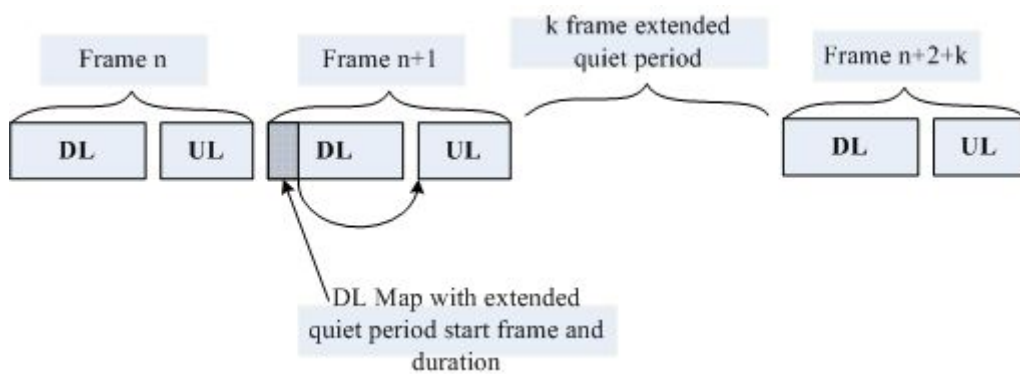 Frame n
Frame n+1
k frame extended
quiet period
Frame n+2+k
DL
UL
DL
UL
DL
UL
DL Map with extended
quiet period start frame and
duration